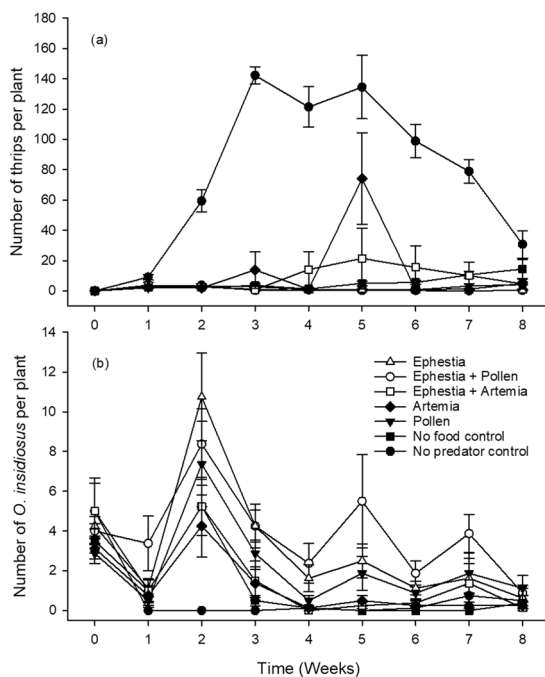 (a)
Number of thrips per plant
160
140
120
100
80
60
40
20
0
0 1 2 3 4 5 6 7 8
(b)
Number of O. insidiosus per plant
14
12
10
8
6
4
2
0
Ephestia
Ephestia + Pollen
Ephestia + Artemia
Artemia
Pollen
No food control
No predator control
0 1 2 3 4 5 6 7 8
Time (Weeks)